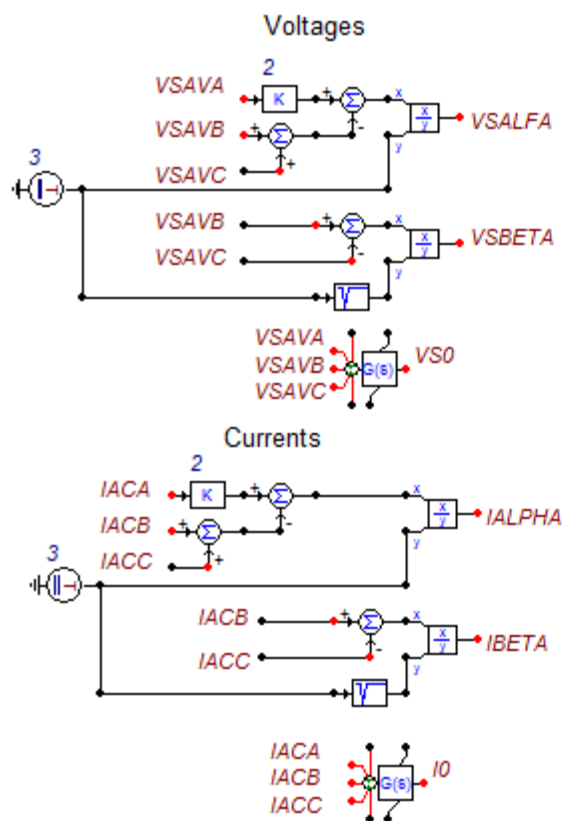 Voltages
2
VSAVA
K
+
Σ
x
x
y
VSALFA
VSAVB
+
Σ
-
VSAVC
+
y
3
VSAVB
+
Σ
x
x
y
VSBETA
VSAVC
-
y
VSAVA
VSAVB
G(s)
VS0
VSAVC
Currents
2
IACA
K
+
Σ
x
x
y
IALPHA
IACB
+
Σ
-
IACC
+
y
3
IACB
+
Σ
x
x
y
IBETA
IACC
-
y
IACA
IACB
G(s)
I0
IACC